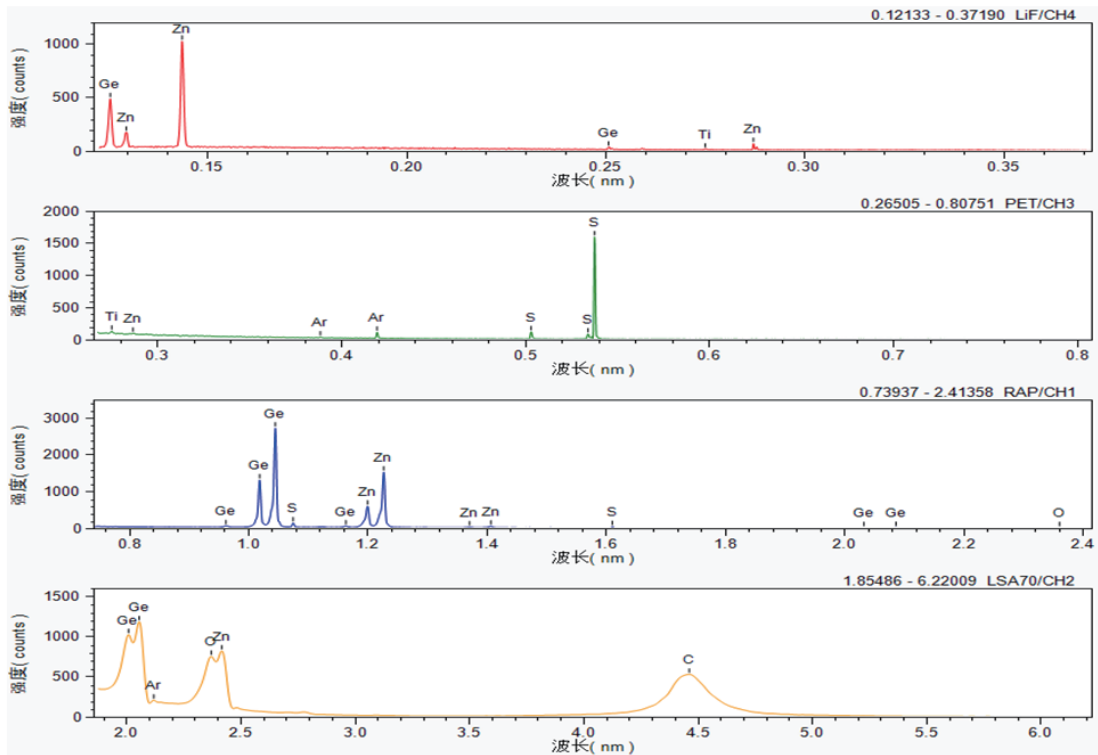 0.12133 - 0.37190 LiF/CH4
强度( counts)
1000
500
0
Ge
Zn
Zn
Ge
Ti
Zn
0.15 0.20 0.25 0.30 0.35
波长( nm )
0.26505 - 0.80751 PET/CH3
强度( counts)
2000
1500
1000
500
0
Ti Zn Ar Ar S S S
0.3 0.4 0.5 0.6 0.7 0.8
波长( nm )
0.73937 - 2.41358 RAP/CH1
强度( counts)
3000
2000
1000
0
Ge Ge Ge S Ge Zn Zn Zn Zn S Ge Ge O
0.8 1.0 1.2 1.4 1.6 1.8 2.0 2.2 2.4
波长( nm )
1.85486 - 6.22009 LSA70/CH2
强度( counts)
1500
1000
500
0
Ge Ge Ar O Zn C
2.0 2.5 3.0 3.5 4.0 4.5 5.0 5.5 6.0
波长( nm )